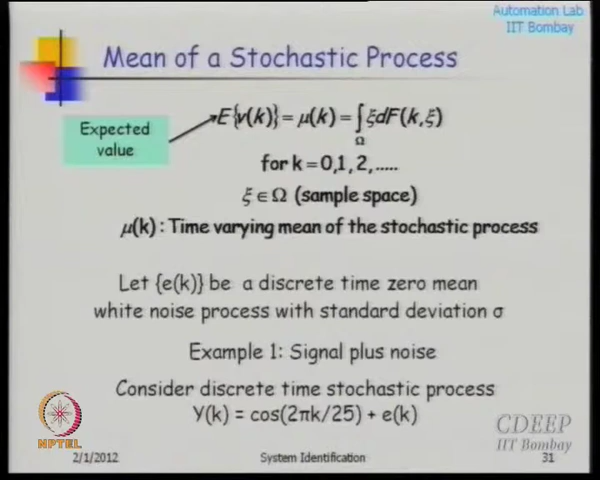 Automation Lab
IIT Bombay
Mean of a Stochastic Process
Expected
value
E{v(k)} = μ(k) = ∫ ξdF(k,ξ)
Ω
for k = 0,1, 2,.....
ξ ∈ Ω (sample space)
μ(k) : Time varying mean of the stochastic process
Let {e(k)} be a discrete time zero mean
white noise process with standard deviation σ
Example 1: Signal plus noise
Consider discrete time stochastic process
Y(k) = cos(2πk/25) + e(k)
NPTEL
CDEEP
IIT Bombay
2/1/2012
System Identification
31